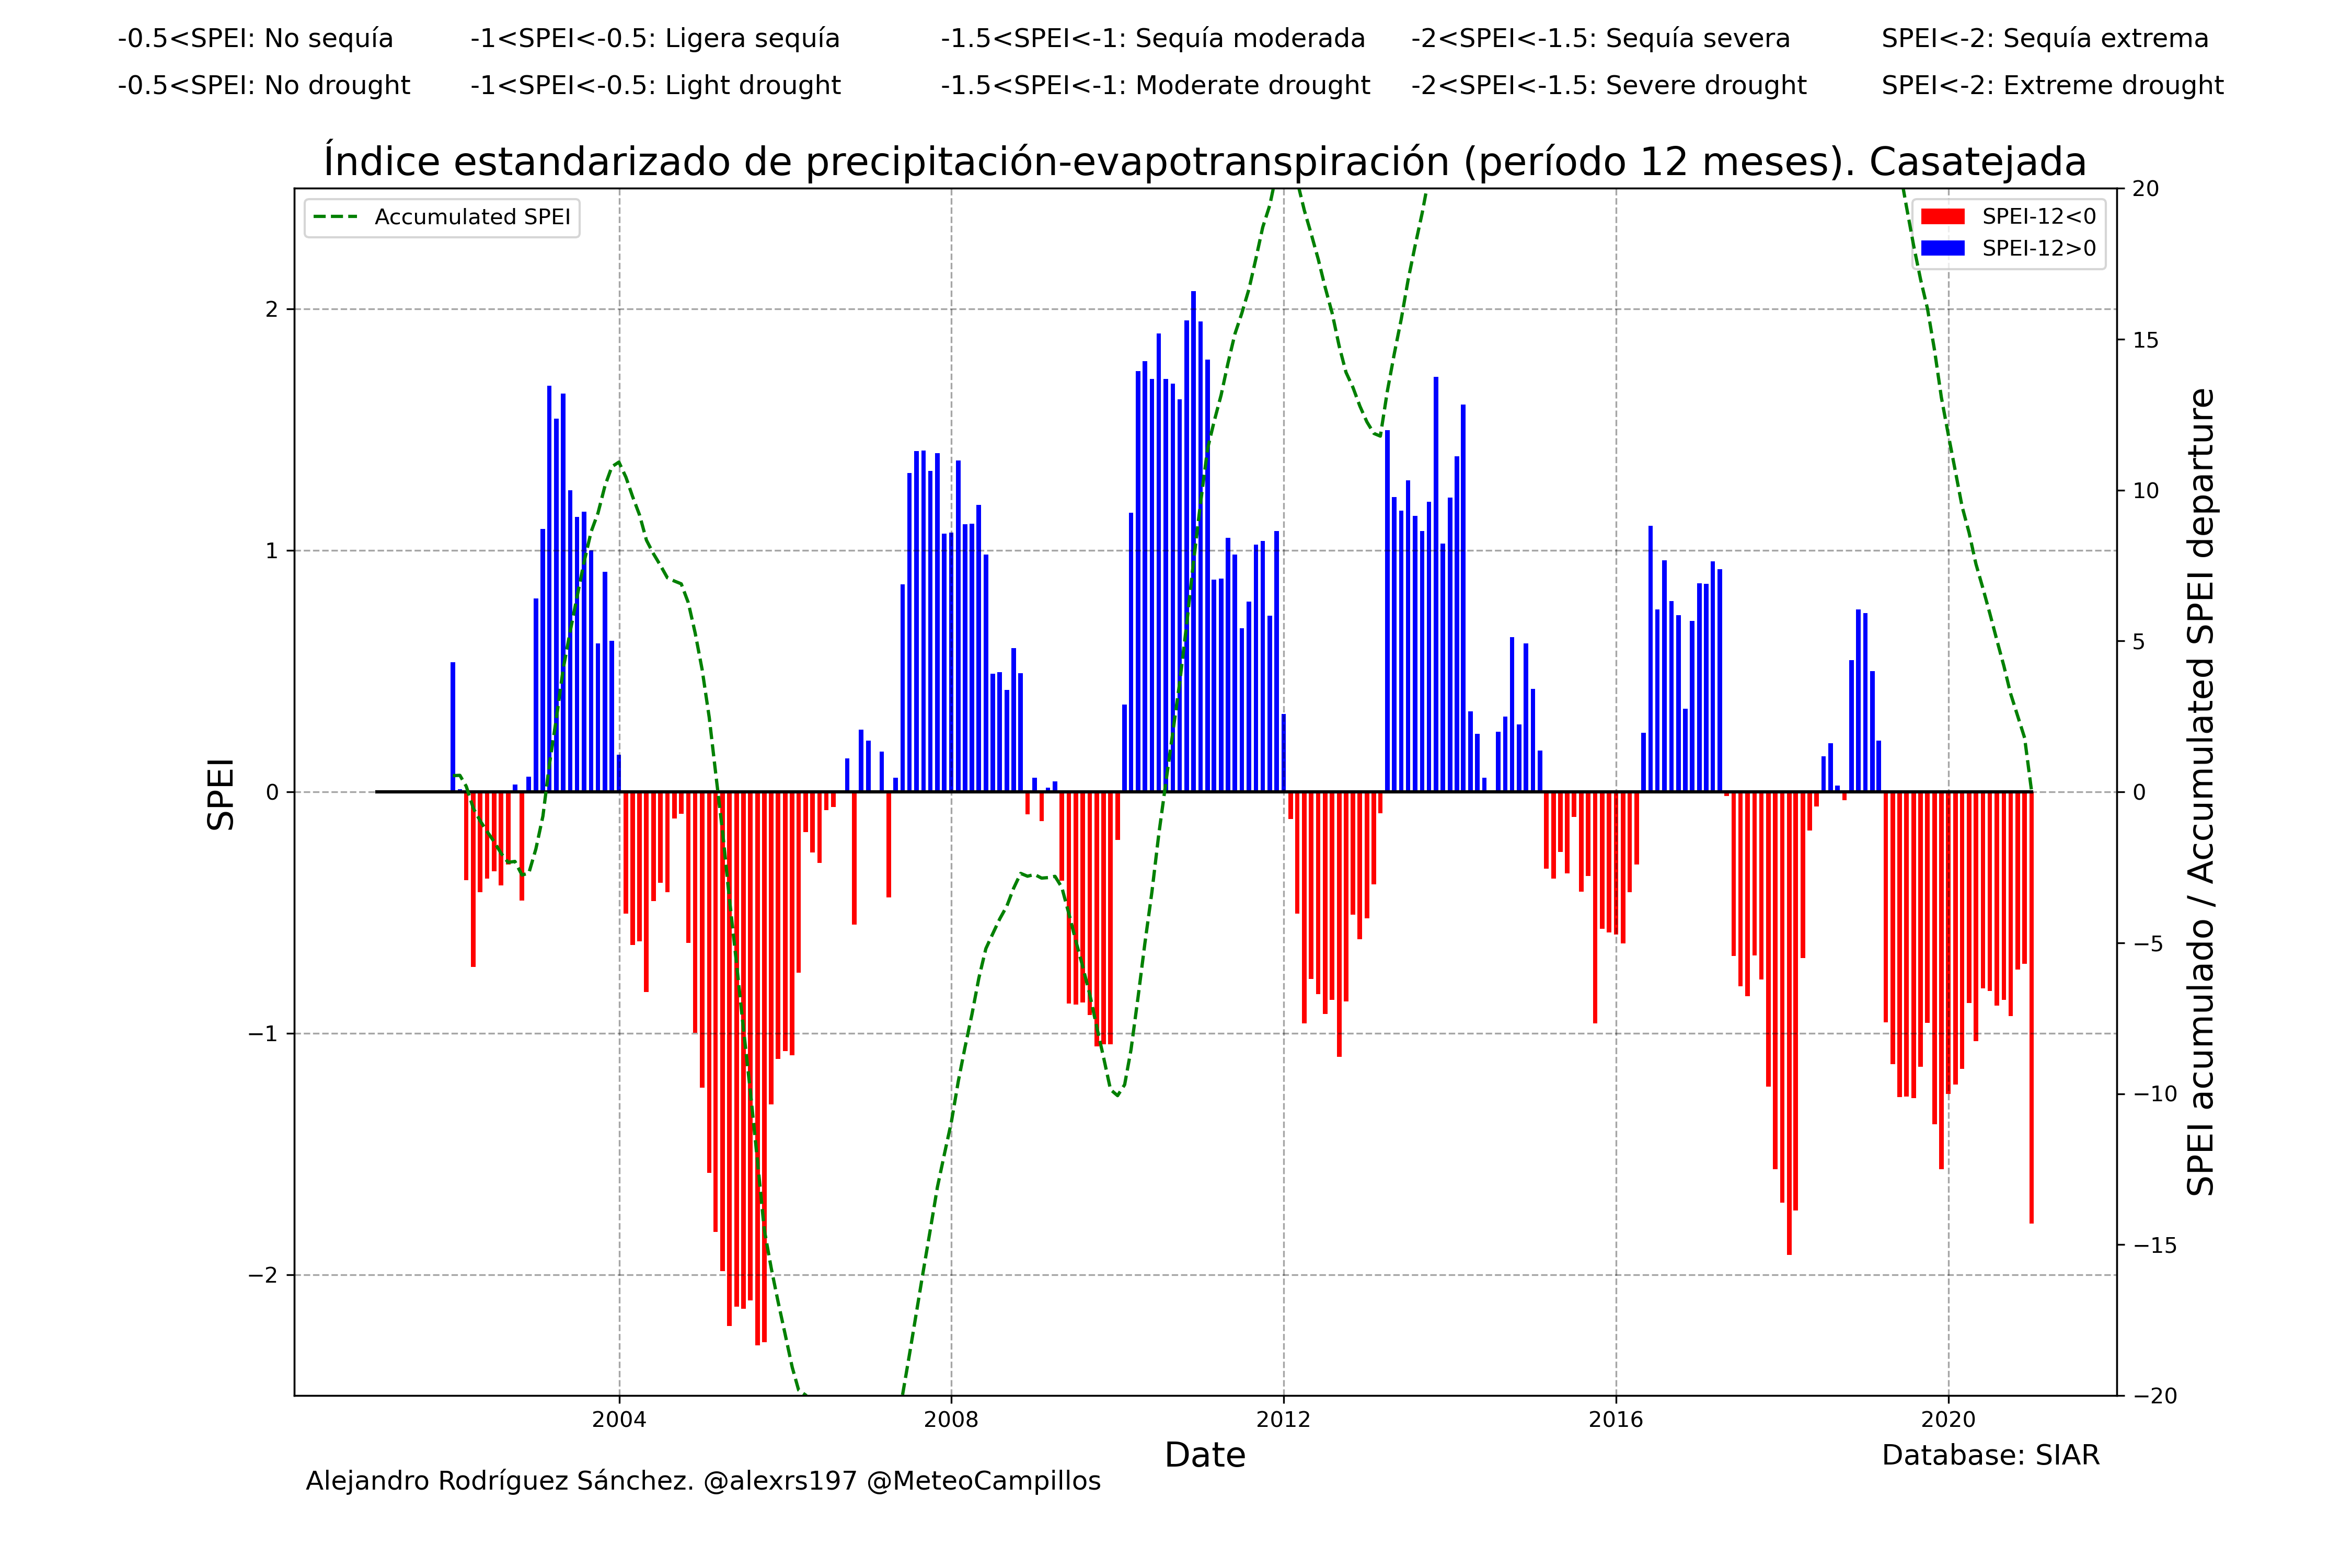 -0.5<SPEI: No sequía -1<SPEI<-0.5: Ligera sequía -1.5<SPEI<-1: Sequía moderada -2<SPEI<-1.5: Sequía severa SPEI<-2: Sequía extrema
-0.5<SPEI: No drought -1<SPEI<-0.5: Light drought -1.5<SPEI<-1: Moderate drought -2<SPEI<-1.5: Severe drought SPEI<-2: Extreme drought
Índice estandarizado de precipitación-evapotranspiración (período 12 meses). Casatejada
Accumulated SPEI
SPEI-12<0
SPEI-12>0
SPEI
2
1
0
−1
−2
20
15
10
5
0
−5
−10
−15
−20
SPEI acumulado / Accumulated SPEI departure
2004 2008 2012 2016 2020
Date
Database: SIAR
Alejandro Rodríguez Sánchez. @alexrs197 @MeteoCampillos